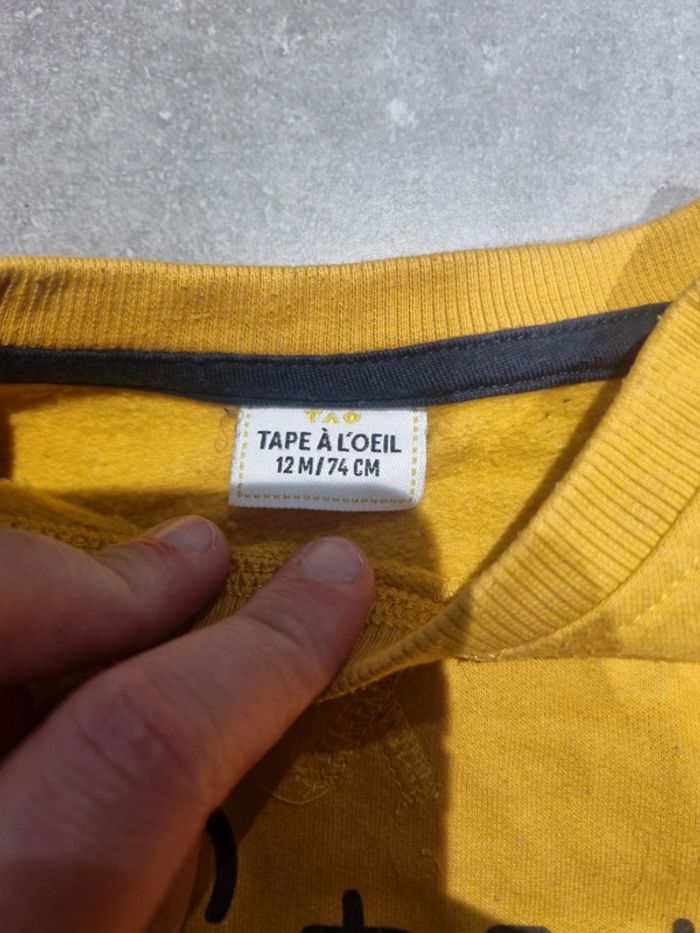 TAO
TAPE À L'OEIL
12 M / 74 CM